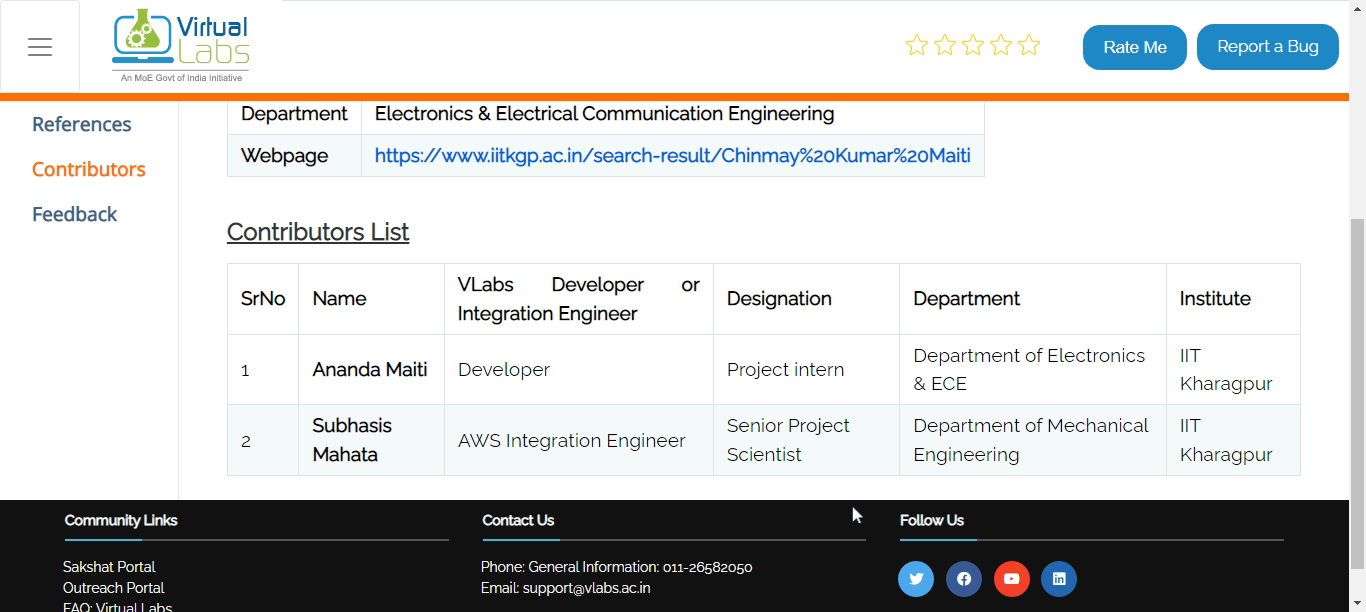 Virtual
Labs
An MoE Govt of India Initiative
Rate Me
Report a Bug
References
Contributors
Feedback
Department Electronics & Electrical Communication Engineering
Webpage https://www.iitkgp.ac.in/search-result/Chinmay%20Kumar%20Maiti
Contributors List
SrNo Name VLabs Developer or Integration Engineer Designation Department Institute
1 Ananda Maiti Developer Project intern Department of Electronics & ECE IIT Kharagpur
2 Subhasis Mahata AWS Integration Engineer Senior Project Scientist Department of Mechanical Engineering IIT Kharagpur
Community Links
Sakshat Portal
Outreach Portal
FAQ: Virtual Labs
Contact Us
Phone: General Information: 011-26582050
Email: support@vlabs.ac.in
Follow Us